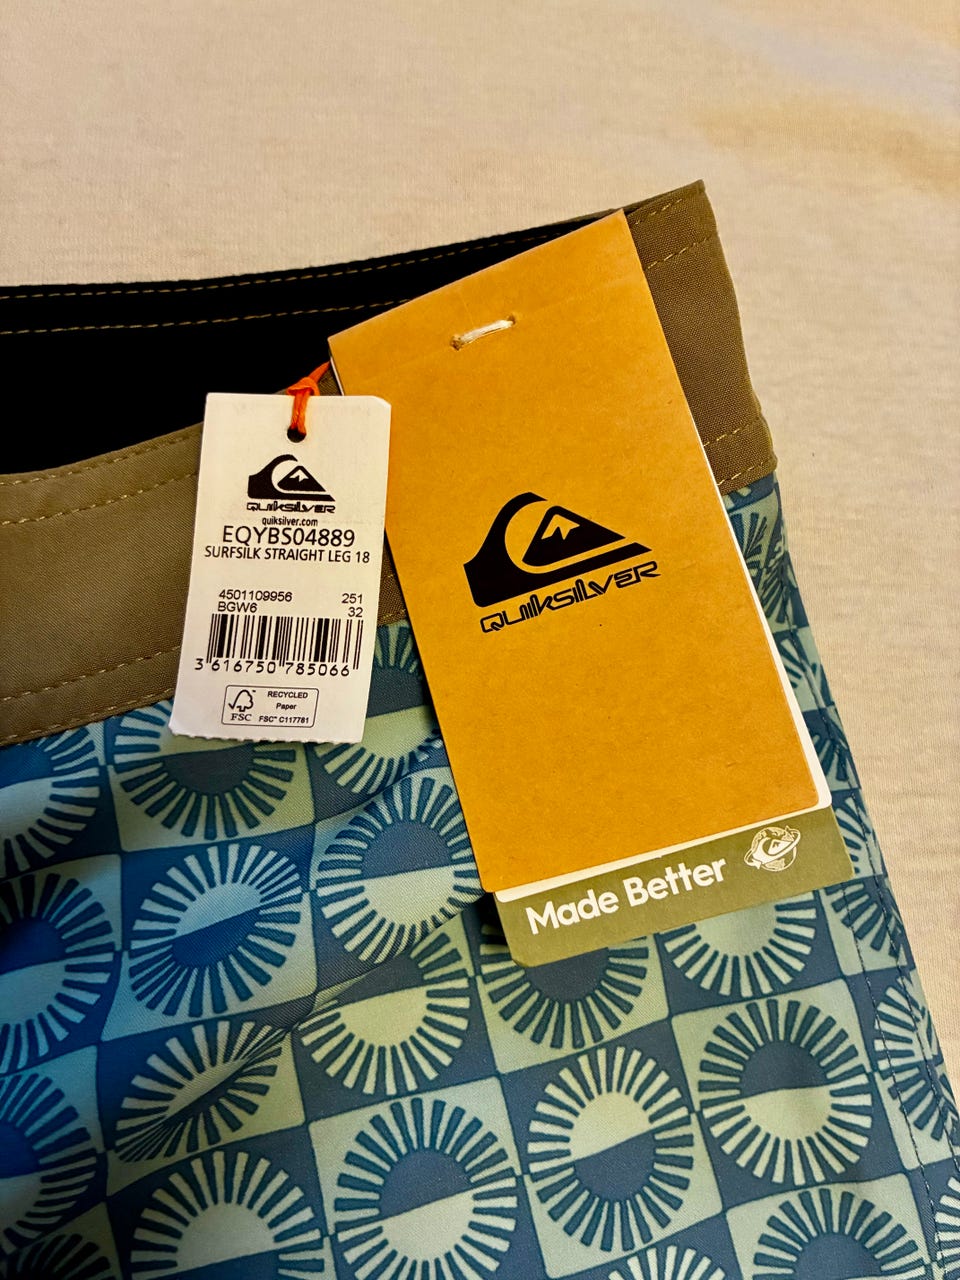 QUIKSILVER
quiksilver.com
EQYBS04889
SURFSILK STRAIGHT LEG 18
4501109956 251
BGW6 32
3 616750 785066
FSC™
RECYCLED
Paper
FSC™ C117781
QUIKSILVER
Made Better